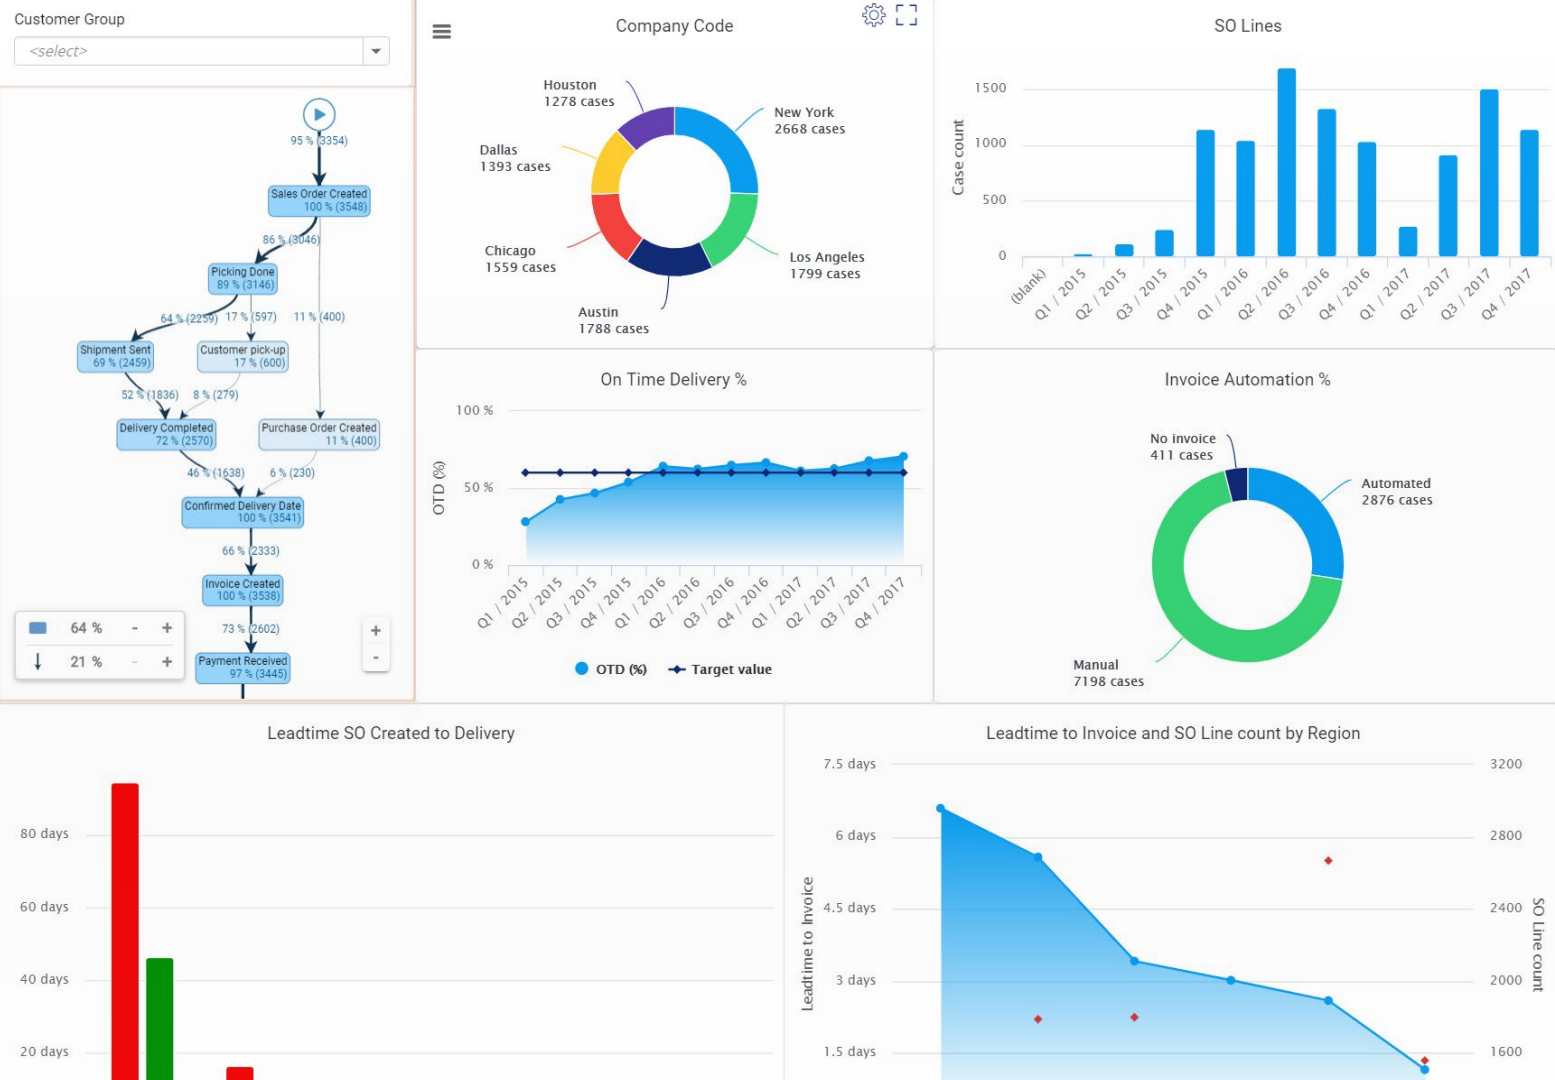 Customer Group
<select>
95 % (3354)
Sales Order Created
100 % (3548)
86 % (3046)
Picking Done
89 % (3146)
64 % (2259)
17 % (597)
11 % (400)
Shipment Sent
69 % (2459)
Customer pick-up
17 % (600)
52 % (1836)
8 % (279)
Delivery Completed
72 % (2570)
Purchase Order Created
11 % (400)
46 % (1638)
6 % (230)
Confirmed Delivery Date
100 % (3541)
66 % (2333)
Invoice Created
100 % (3538)
73 % (2602)
Payment Received
97 % (3445)
64 % - +
21 % - +
+
-
Company Code
Houston
1278 cases
New York
2668 cases
Dallas
1393 cases
Chicago
1559 cases
Los Angeles
1799 cases
Austin
1788 cases
SO Lines
Case count
1500
1000
500
0
(blank)
Q1 / 2015
Q2 / 2015
Q3 / 2015
Q4 / 2015
Q1 / 2016
Q2 / 2016
Q3 / 2016
Q4 / 2016
Q1 / 2017
Q2 / 2017
Q3 / 2017
Q4 / 2017
On Time Delivery %
OTD (%)
100 %
50 %
0 %
Q1 / 2015
Q2 / 2015
Q3 / 2015
Q4 / 2015
Q1 / 2016
Q2 / 2016
Q3 / 2016
Q4 / 2016
Q1 / 2017
Q2 / 2017
Q3 / 2017
Q4 / 2017
OTD (%)
Target value
Invoice Automation %
No invoice
411 cases
Automated
2876 cases
Manual
7198 cases
Leadtime SO Created to Delivery
80 days
60 days
40 days
20 days
Leadtime to Invoice and SO Line count by Region
Leadtime to Invoice
7.5 days
6 days
4.5 days
3 days
1.5 days
3200
2800
2400
2000
1600
SO Line count